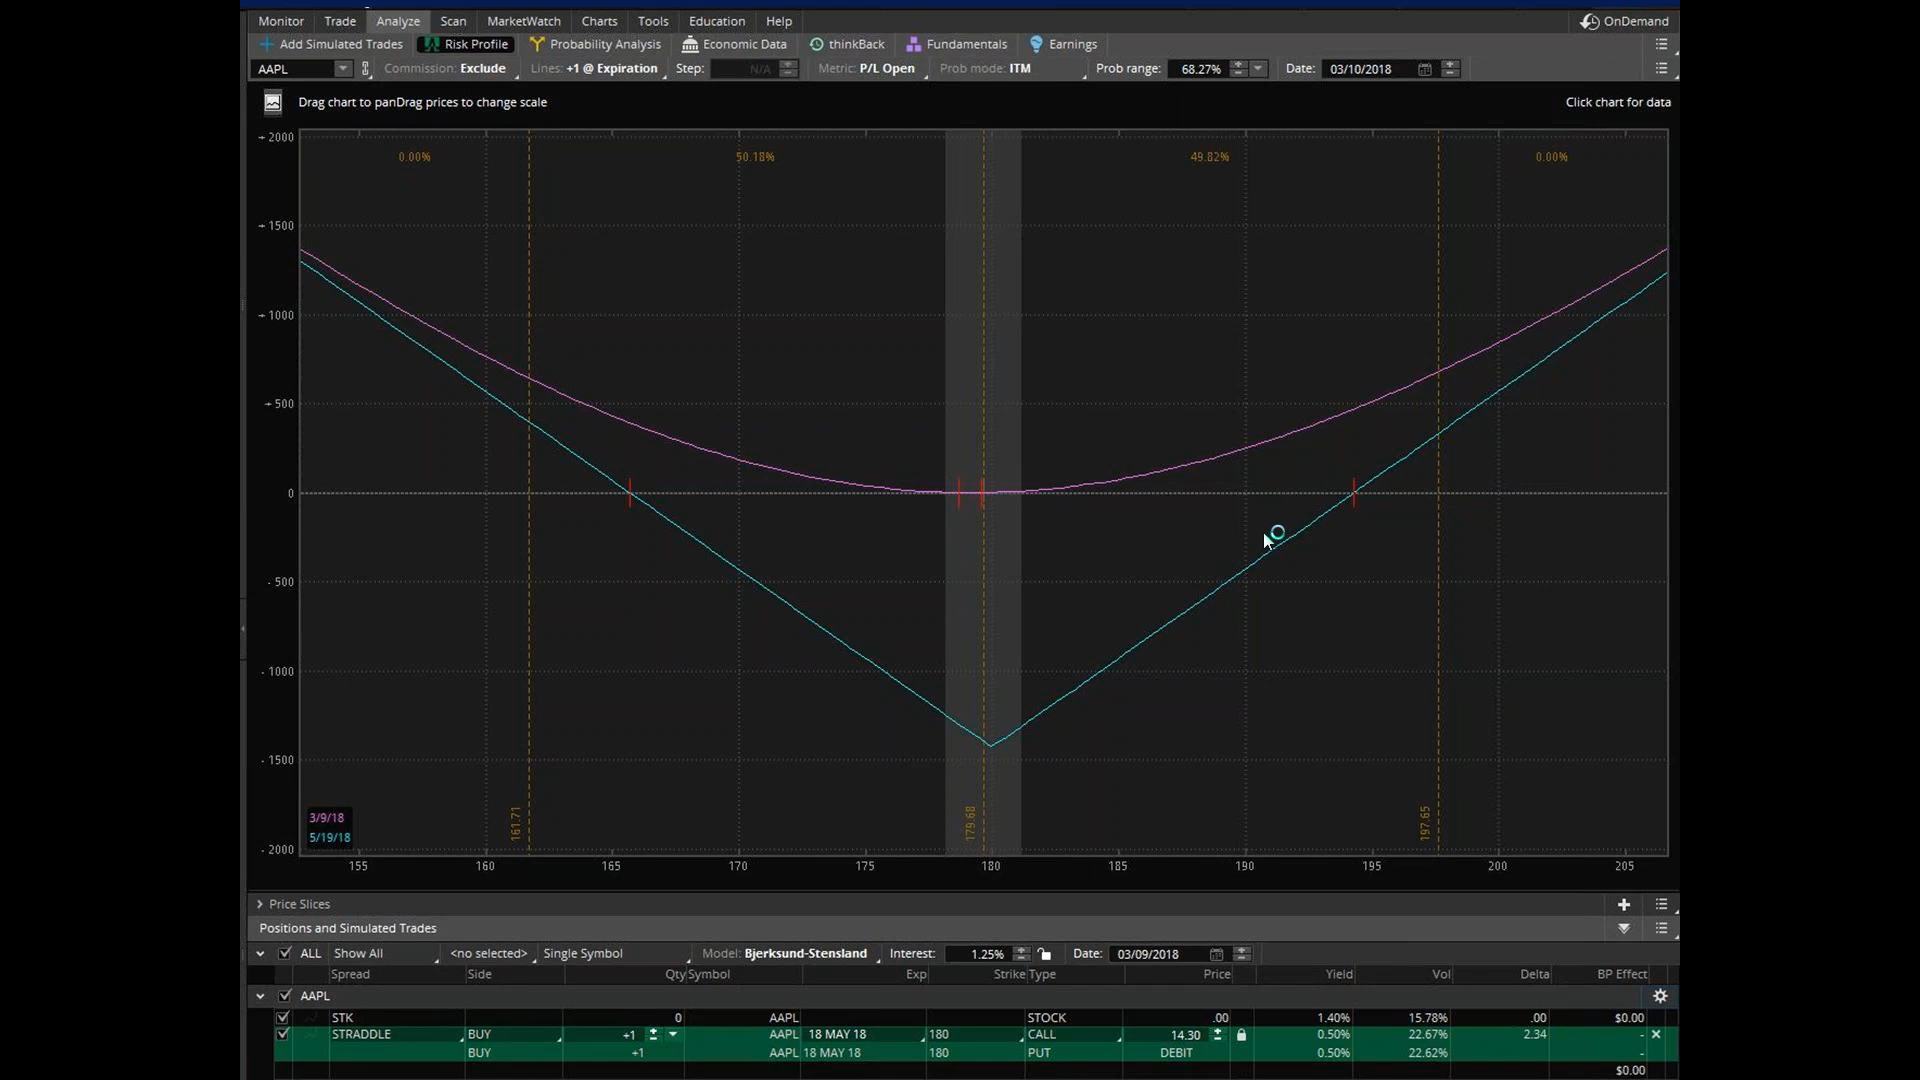 Monitor Trade Analyze Scan MarketWatch Charts Tools Education Help OnDemand
Add Simulated Trades Risk Profile Probability Analysis Economic Data thinkBack Fundamentals Earnings
AAPL Commission: Exclude Lines: +1 @ Expiration Step: N/A Metric: P/L Open Prob mode: ITM Prob range: 68.27% Date: 03/10/2018
Drag chart to panDrag prices to change scale Click chart for data
+ 2000
0.00% 50.18% 49.82% 0.00%
+ 1500
+ 1000
+ 500
0
- 500
- 1000
- 1500
161.71 179.68 197.65
3/9/18
5/19/18
- 2000
155 160 165 170 175 180 185 190 195 200 205
Price Slices
Positions and Simulated Trades
ALL Show All <no selected> Single Symbol Model: Bjerksund-Stensland Interest: 1.25% Date: 03/09/2018
Spread Side Qty Symbol Exp Strike Type Price Yield Vol Delta BP Effect
AAPL
STK 0 AAPL STOCK .00 1.40% 15.78% .00 $0.00
STRADDLE BUY +1 AAPL 18 MAY 18 180 CALL 14.30 0.50% 22.67% 2.34 -
BUY +1 AAPL 18 MAY 18 180 PUT DEBIT 0.50% 22.62% -
$0.00